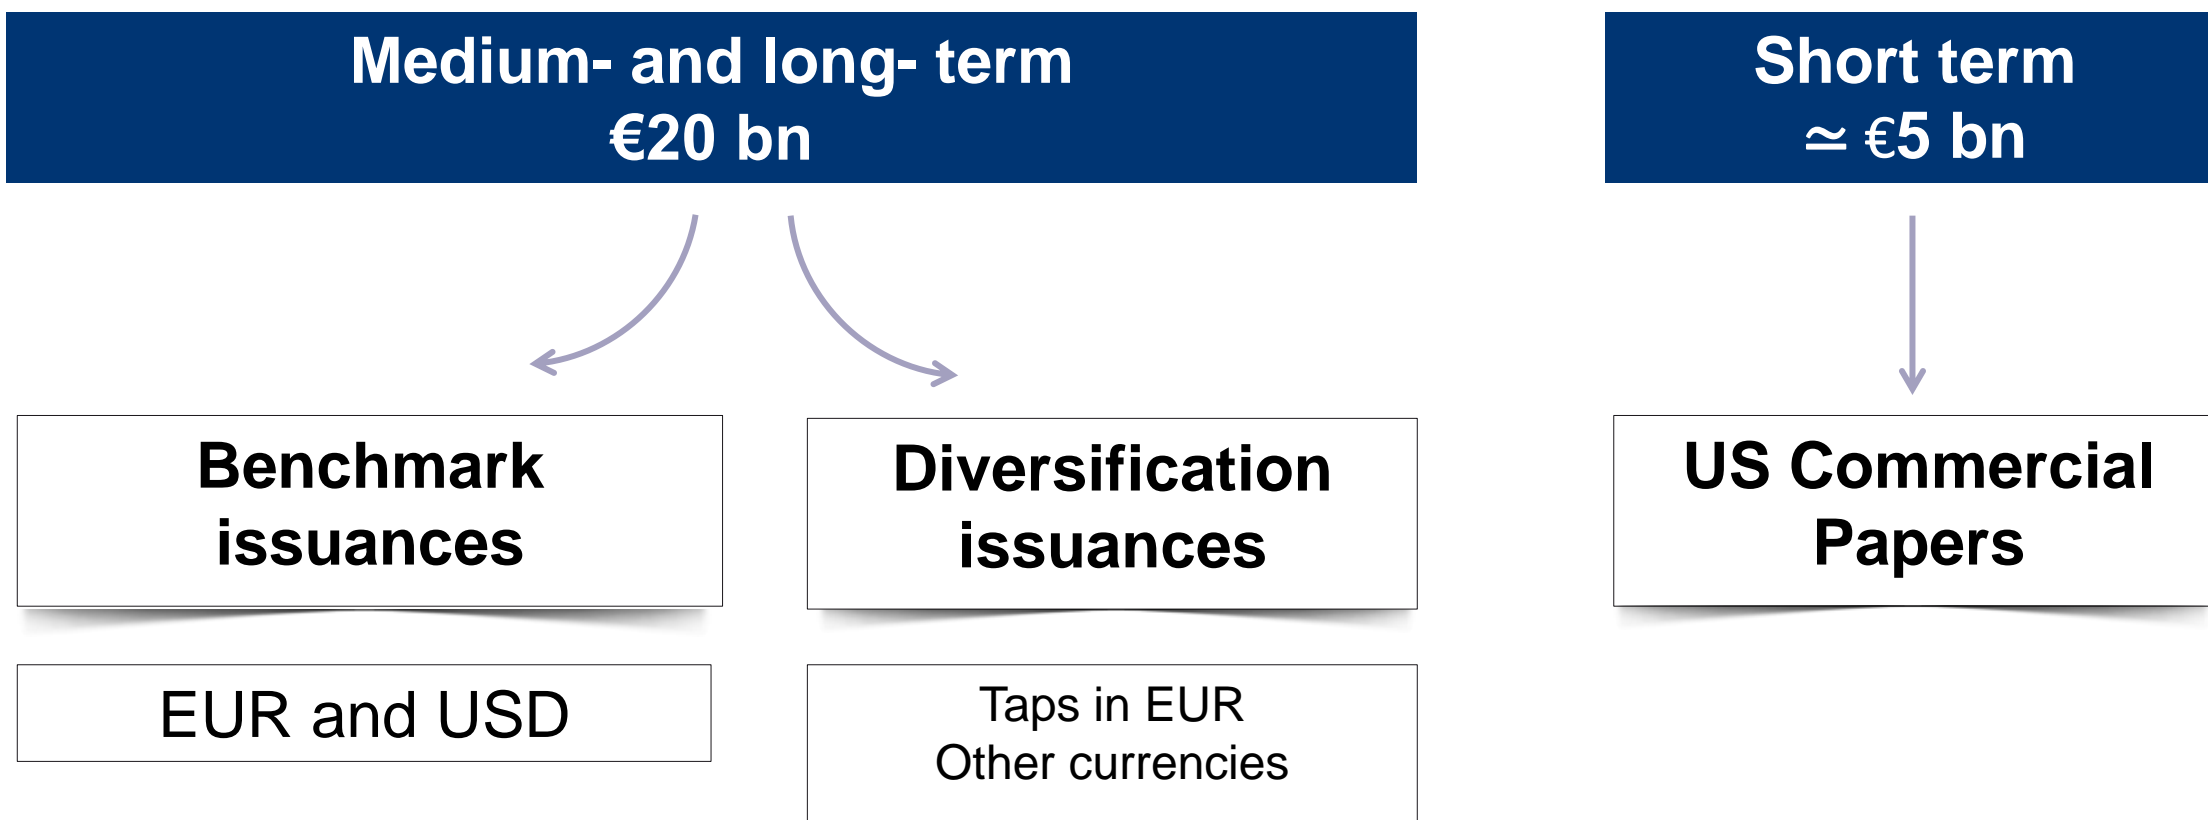 Medium- and long- term
€20 bn
Short term
≃ €5 bn
Benchmark
issuances
Diversification
issuances
US Commercial
Papers
EUR and USD
Taps in EUR
Other currencies